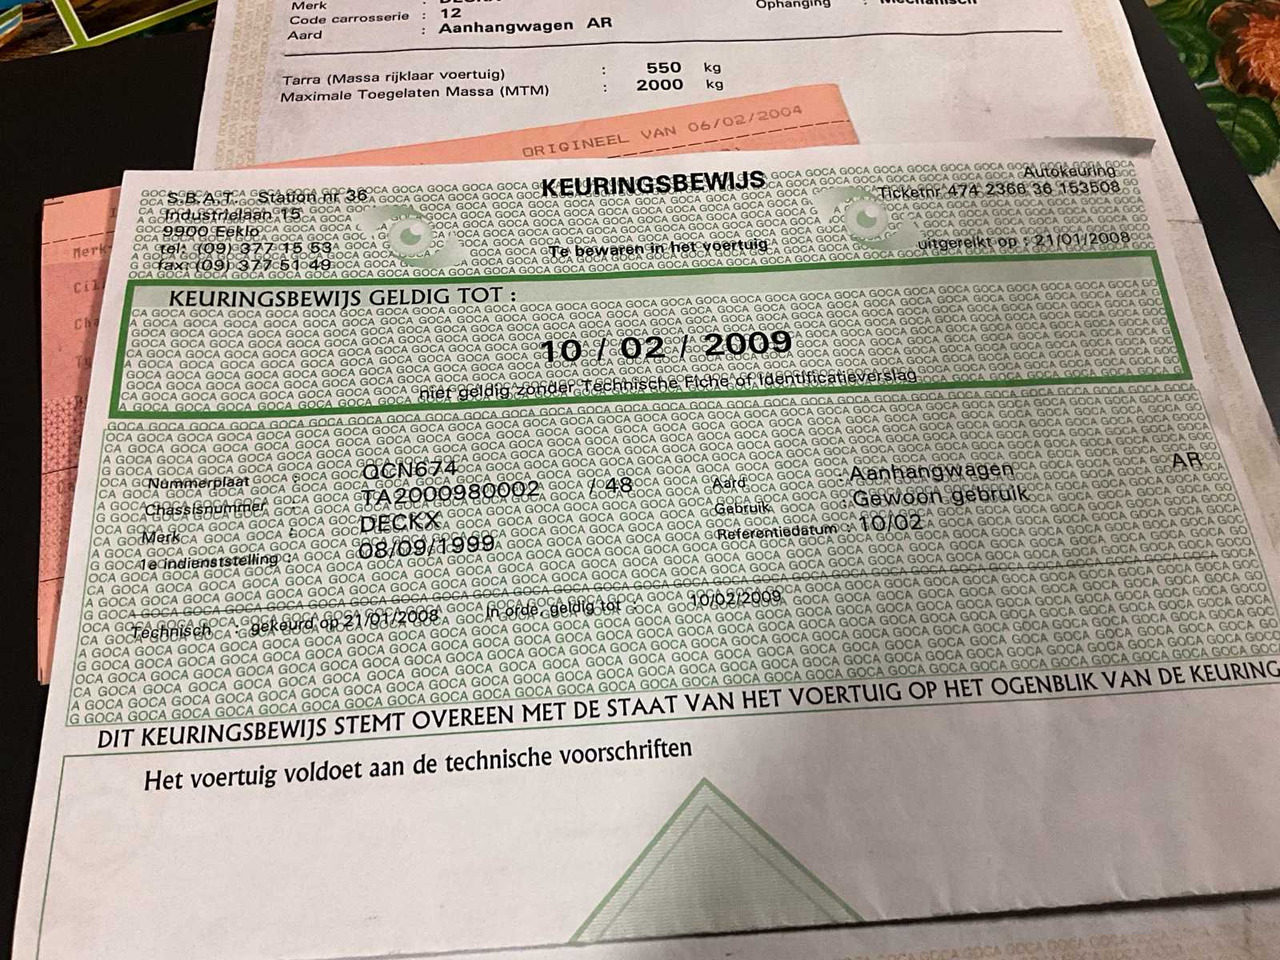 Merk :
Code carrosserie : 12
Aard : Aanhangwagen AR
Ophanging : Mechanisch
Tarra (Massa rijklaar voertuig) : 550 kg
Maximale Toegelaten Massa (MTM) : 2000 kg
ORIGINEEL VAN 06/02/2004
Merk
S.B.A.T. Station nr 36
Industrielaan 15
9900 Eeklo
tel: (09) 377 15 53
fax: (09) 377 51 49
KEURINGSBEWIJS
Te bewaren in het voertuig
Autokeuring
Ticketnr 474 2366 36 153508
uitgereikt op : 21/01/2008
KEURINGSBEWIJS GELDIG TOT :
10 / 02 / 2009
niet geldig zonder Technische Fiche of Identificatieverslag
Nummerplaat : QCN674
Chassisnummer : TA2000980002 / 48
Merk : DECKX
1e indienststelling : 08/09/1999
Aard : Aanhangwagen AR
Gebruik : Gewoon gebruik
Referentiedatum : 10/02
Technisch : gekeurd op 21/01/2008 In orde, geldig tot : 10/02/2009
DIT KEURINGSBEWIJS STEMT OVEREEN MET DE STAAT VAN HET VOERTUIG OP HET OGENBLIK VAN DE KEURING
Het voertuig voldoet aan de technische voorschriften